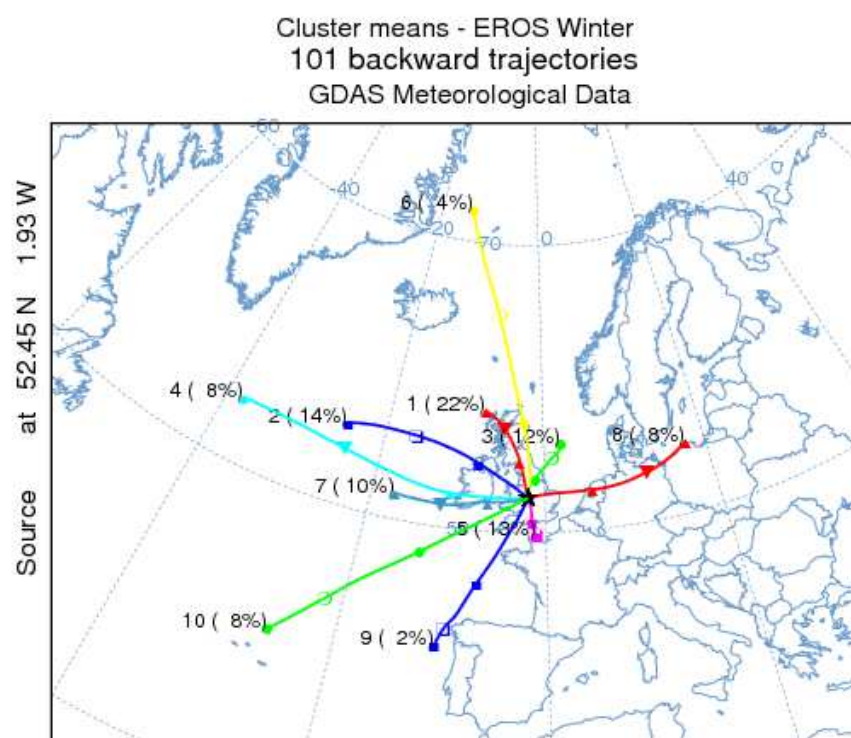 Cluster means - EROS Winter
101 backward trajectories
GDAS Meteorological Data
Source at 52.45 N 1.93 W
-60
-40
40
6 ( 4%)
-20
-70
0
4 ( 8%)
2 (14%)
1 (22%)
3 (12%)
8 ( 8%)
7 (10%)
5 (13%)
10 ( 8%)
9 ( 2%)